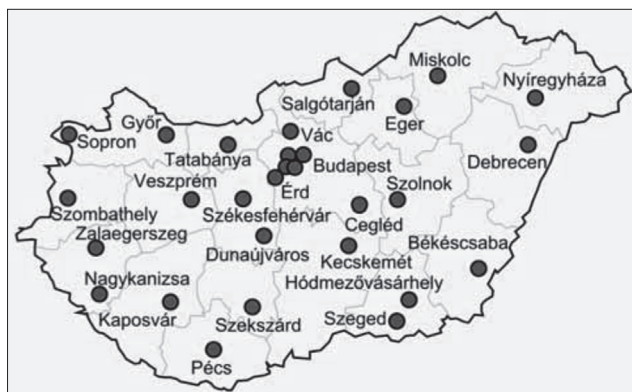 Miskolc
Nyíregyháza
Salgótarján
Eger
Győr
Vác
Sopron
Tatabánya
Budapest
Debrecen
Veszprém
Érd
Szolnok
Szombathely
Székesfehérvár
Cegléd
Zalaegerszeg
Dunaújváros
Kecskemét
Békéscsaba
Nagykanizsa
Hódmezővásárhely
Kaposvár
Szekszárd
Szeged
Pécs